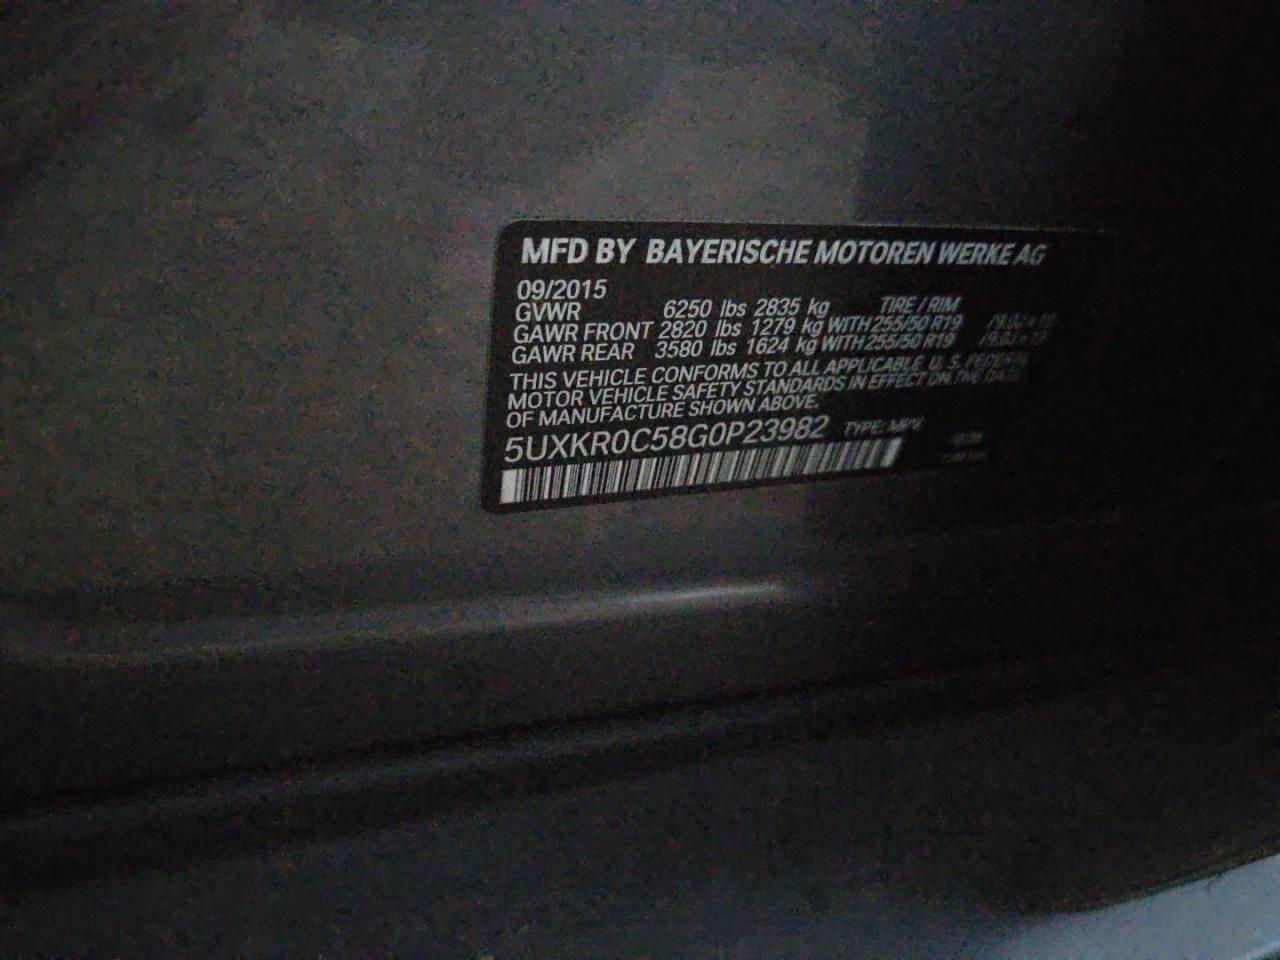 MFD BY BAYERISCHE MOTOREN WERKE AG
09/2015
GVWR 6250 lbs 2835 kg TIRE / RIM
GAWR FRONT 2820 lbs 1279 kg WITH 255/50 R19
GAWR REAR 3580 lbs 1624 kg WITH 255/50 R19
THIS VEHICLE CONFORMS TO ALL APPLICABLE U.S. FEDERAL
MOTOR VEHICLE SAFETY STANDARDS IN EFFECT ON THE DATE
OF MANUFACTURE SHOWN ABOVE.
5UXKR0C58G0P23982 TYPE: MPV